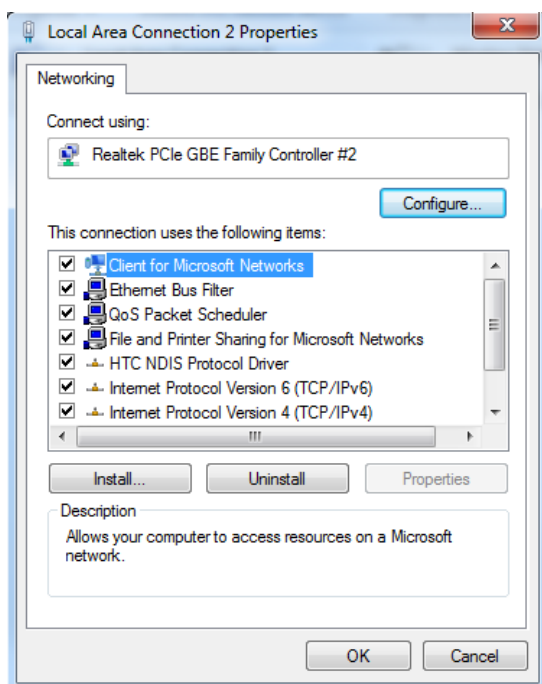 Local Area Connection 2 Properties
Networking
Connect using:
Realtek PCIe GBE Family Controller #2
Configure...
This connection uses the following items:
Client for Microsoft Networks
Ethernet Bus Filter
QoS Packet Scheduler
File and Printer Sharing for Microsoft Networks
HTC NDIS Protocol Driver
Internet Protocol Version 6 (TCP/IPv6)
Internet Protocol Version 4 (TCP/IPv4)
Install... Uninstall Properties
Description
Allows your computer to access resources on a Microsoft
network.
OK Cancel